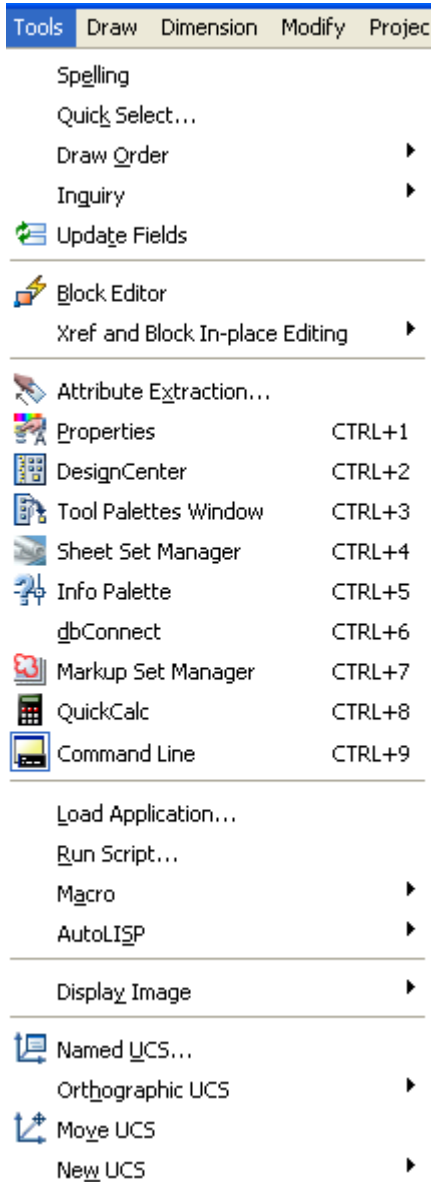 Tools Draw Dimension Modify Projec
Spelling
Quick Select...
Draw Order
Inquiry
Update Fields
Block Editor
Xref and Block In-place Editing
Attribute Extraction...
Properties CTRL+1
DesignCenter CTRL+2
Tool Palettes Window CTRL+3
Sheet Set Manager CTRL+4
Info Palette CTRL+5
dbConnect CTRL+6
Markup Set Manager CTRL+7
QuickCalc CTRL+8
Command Line CTRL+9
Load Application...
Run Script...
Macro
AutoLISP
Display Image
Named UCS...
Orthographic UCS
Move UCS
New UCS